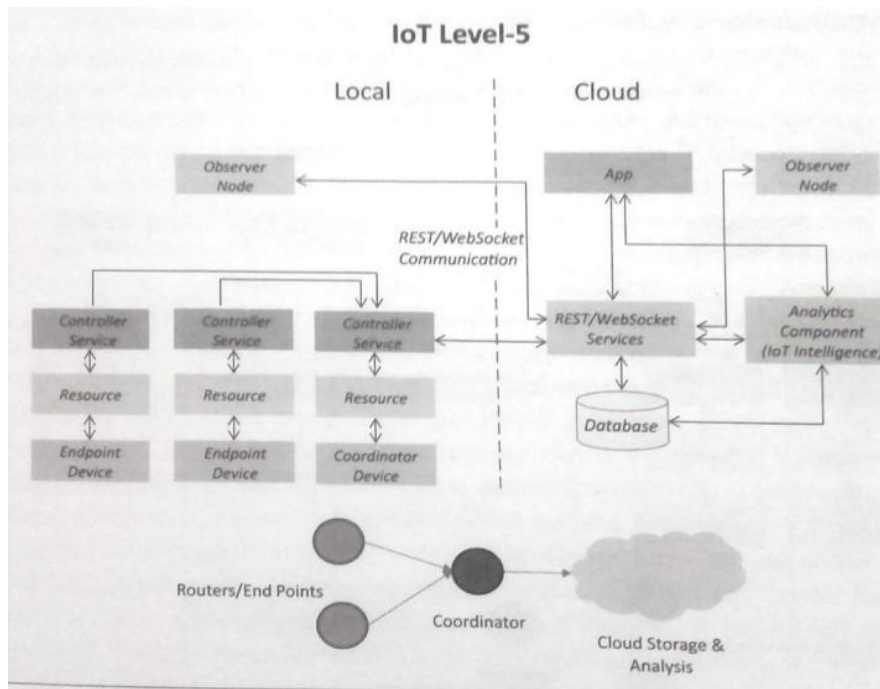 IoT Level-5
Local
Cloud
Observer
Node
App
Observer
Node
REST/WebSocket
Communication
Controller
Service
Controller
Service
Controller
Service
REST/WebSocket
Services
Analytics
Component
(IoT Intelligence)
Resource
Resource
Resource
Database
Endpoint
Device
Endpoint
Device
Coordinator
Device
Routers/End Points
Coordinator
Cloud Storage &
Analysis